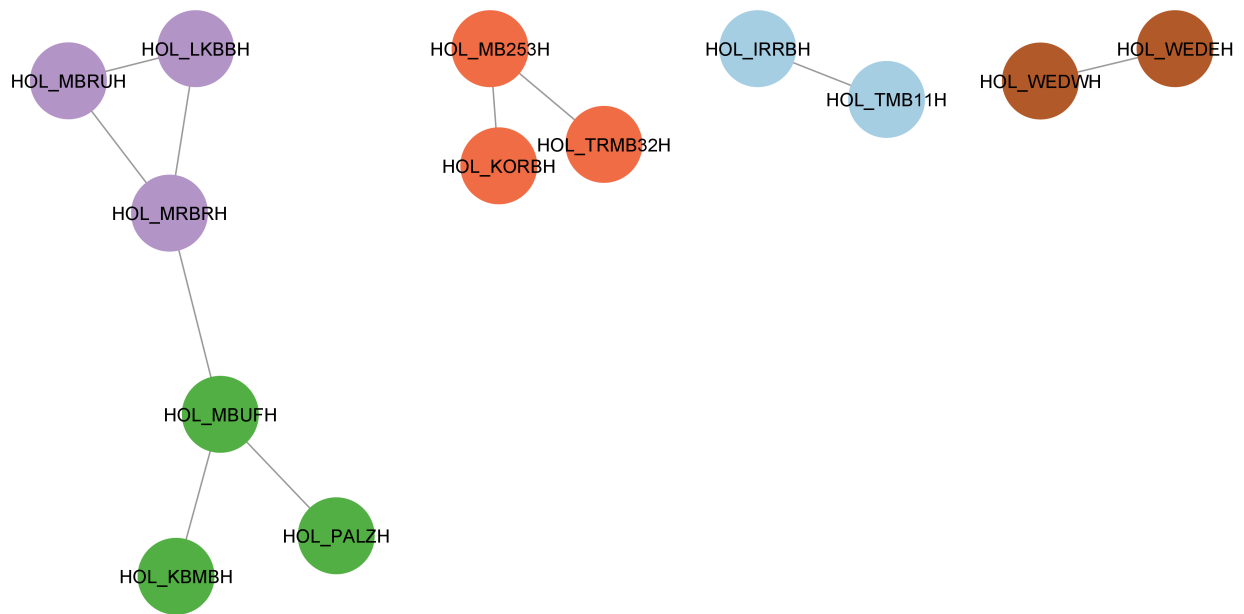 HOL_LKBBH
HOL_MB253H
HOL_IRRBH
HOL_WEDEH
HOL_MBRUH
HOL_WEDWH
HOL_TMB11H
HOL_TRMB32H
HOL_KORBH
HOL_MRBRH
HOL_MBUFH
HOL_PALZH
HOL_KBMBH